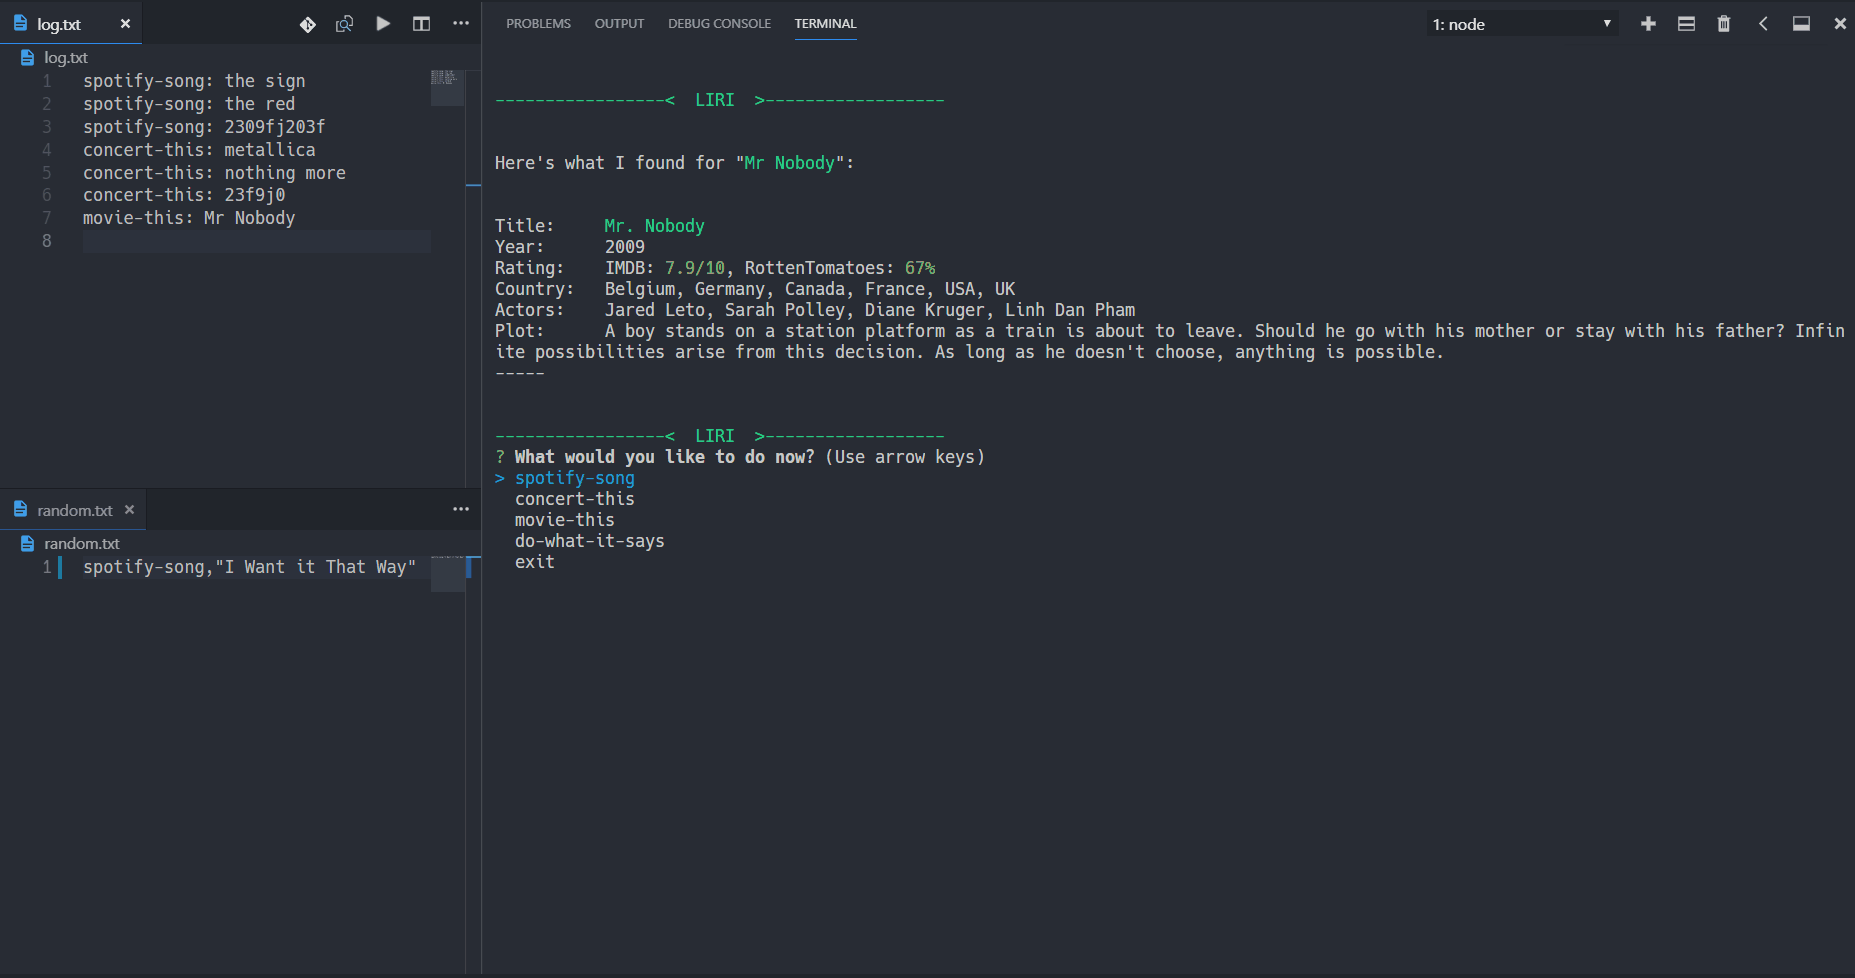 log.txt
log.txt
1 spotify-song: the sign
2 spotify-song: the red
3 spotify-song: 2309fj203f
4 concert-this: metallica
5 concert-this: nothing more
6 concert-this: 23f9j0
7 movie-this: Mr Nobody
8
random.txt
random.txt
1 spotify-song,"I Want it That Way"
PROBLEMS OUTPUT DEBUG CONSOLE TERMINAL 1: node
-----------------< LIRI >------------------
Here's what I found for "Mr Nobody":
Title: Mr. Nobody
Year: 2009
Rating: IMDB: 7.9/10, RottenTomatoes: 67%
Country: Belgium, Germany, Canada, France, USA, UK
Actors: Jared Leto, Sarah Polley, Diane Kruger, Linh Dan Pham
Plot: A boy stands on a station platform as a train is about to leave. Should he go with his mother or stay with his father? Infin
ite possibilities arise from this decision. As long as he doesn't choose, anything is possible.
-----
-----------------< LIRI >------------------
? What would you like to do now? (Use arrow keys)
> spotify-song
concert-this
movie-this
do-what-it-says
exit